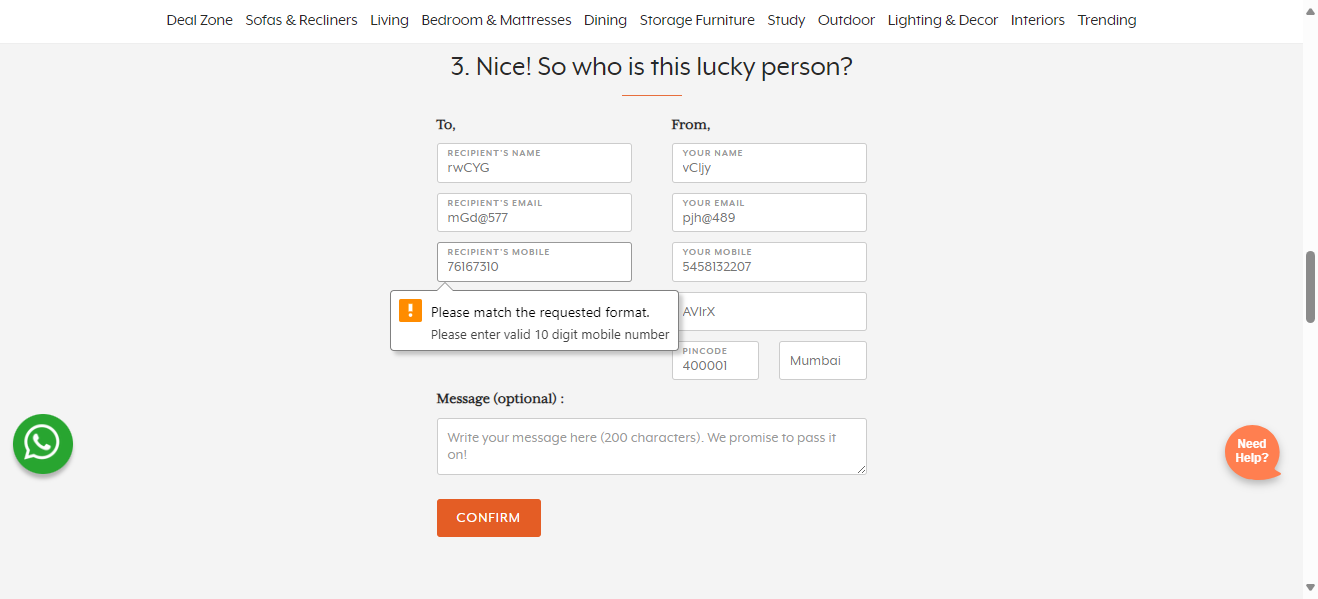 Deal Zone Sofas & Recliners Living Bedroom & Mattresses Dining Storage Furniture Study Outdoor Lighting & Decor Interiors Trending
3. Nice! So who is this lucky person?
To,
RECIPIENT'S NAME
rwCYG
RECIPIENT'S EMAIL
mGd@577
RECIPIENT'S MOBILE
76167310
Please match the requested format.
Please enter valid 10 digit mobile number
From,
YOUR NAME
vCljy
YOUR EMAIL
pjh@489
YOUR MOBILE
5458132207
AVIrX
PINCODE
400001
Mumbai
Message (optional) :
Write your message here (200 characters). We promise to pass it
on!
CONFIRM
Need
Help?